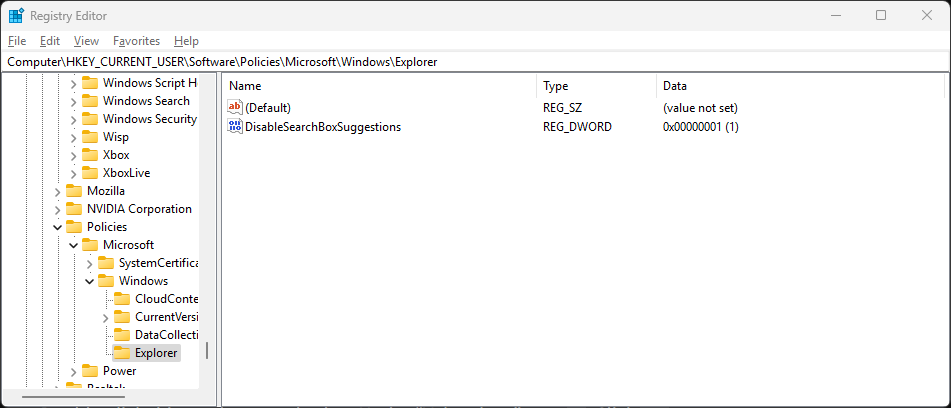 Registry Editor
File Edit View Favorites Help
Computer\HKEY_CURRENT_USER\Software\Policies\Microsoft\Windows\Explorer
Windows Script H
Windows Search
Windows Security
Wisp
Xbox
XboxLive
Mozilla
NVIDIA Corporation
Policies
Microsoft
SystemCertifica
Windows
CloudConte
CurrentVersi
DataCollecti
Explorer
Power
Name Type Data
(Default) REG_SZ (value not set)
DisableSearchBoxSuggestions REG_DWORD 0x00000001 (1)